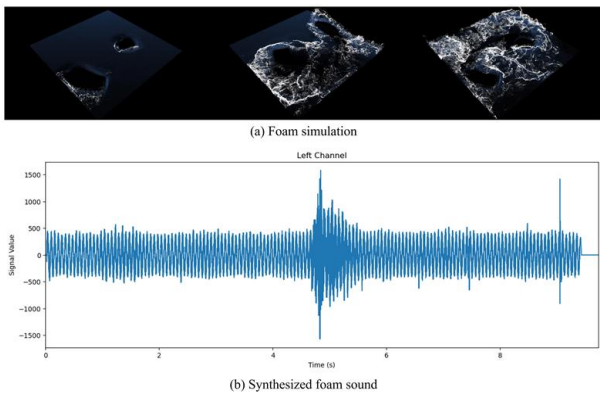 (a) Foam simulation
Left Channel
1500
1000
500
0
−500
−1000
−1500
Signal Value
0 2 4 6 8
Time (s)
(b) Synthesized foam sound